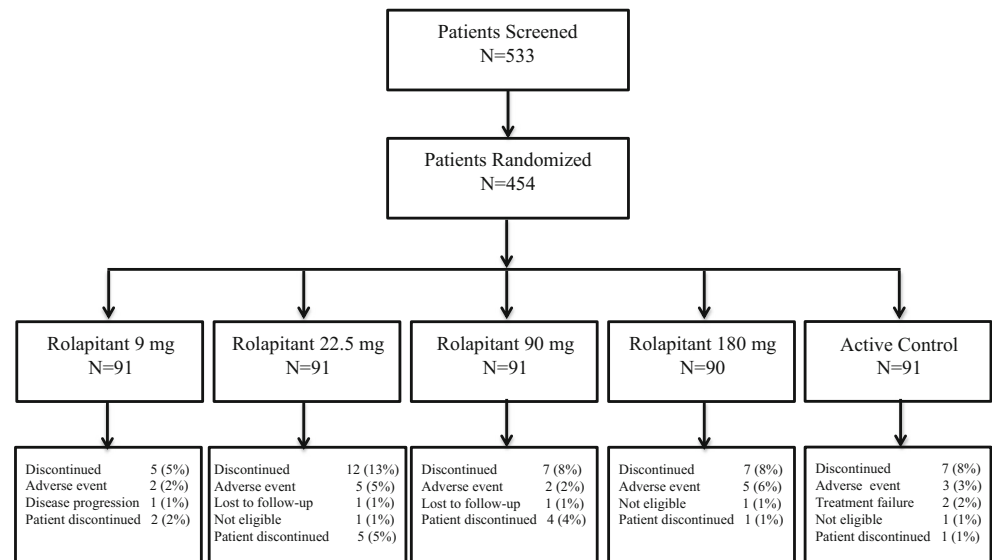 Patients Screened
N=533
Patients Randomized
N=454
Rolapitant 9 mg
N=91
Rolapitant 22.5 mg
N=91
Rolapitant 90 mg
N=91
Rolapitant 180 mg
N=90
Active Control
N=91
Discontinued 5 (5%)
Adverse event 2 (2%)
Disease progression 1 (1%)
Patient discontinued 2 (2%)
Discontinued 12 (13%)
Adverse event 5 (5%)
Lost to follow-up 1 (1%)
Not eligible 1 (1%)
Patient discontinued 5 (5%)
Discontinued 7 (8%)
Adverse event 2 (2%)
Lost to follow-up 1 (1%)
Patient discontinued 4 (4%)
Discontinued 7 (8%)
Adverse event 5 (6%)
Not eligible 1 (1%)
Patient discontinued 1 (1%)
Discontinued 7 (8%)
Adverse event 3 (3%)
Treatment failure 2 (2%)
Not eligible 1 (1%)
Patient discontinued 1 (1%)